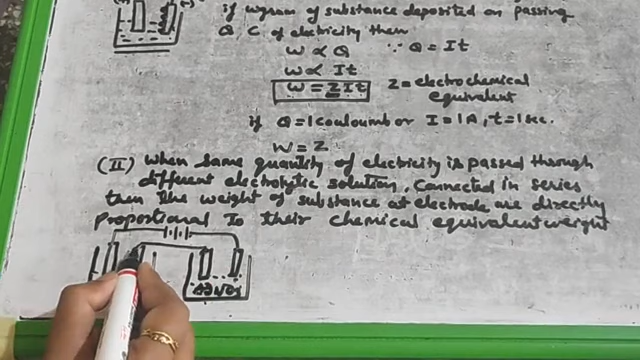 if w gram of substance deposited on passing
Q C of electricity then
W ∝ Q ∵ Q = It
W ∝ It
W = ZIt Z = electrochemical
equivalent
if Q = 1 couloumb or I = 1A, t = 1 sec.
W = Z
(II) When Same quantity of electricity is passed through
different electrolytic solution, Connected in series
then the weight of substance at electrode are directly
proportional to their chemical equivalent weight